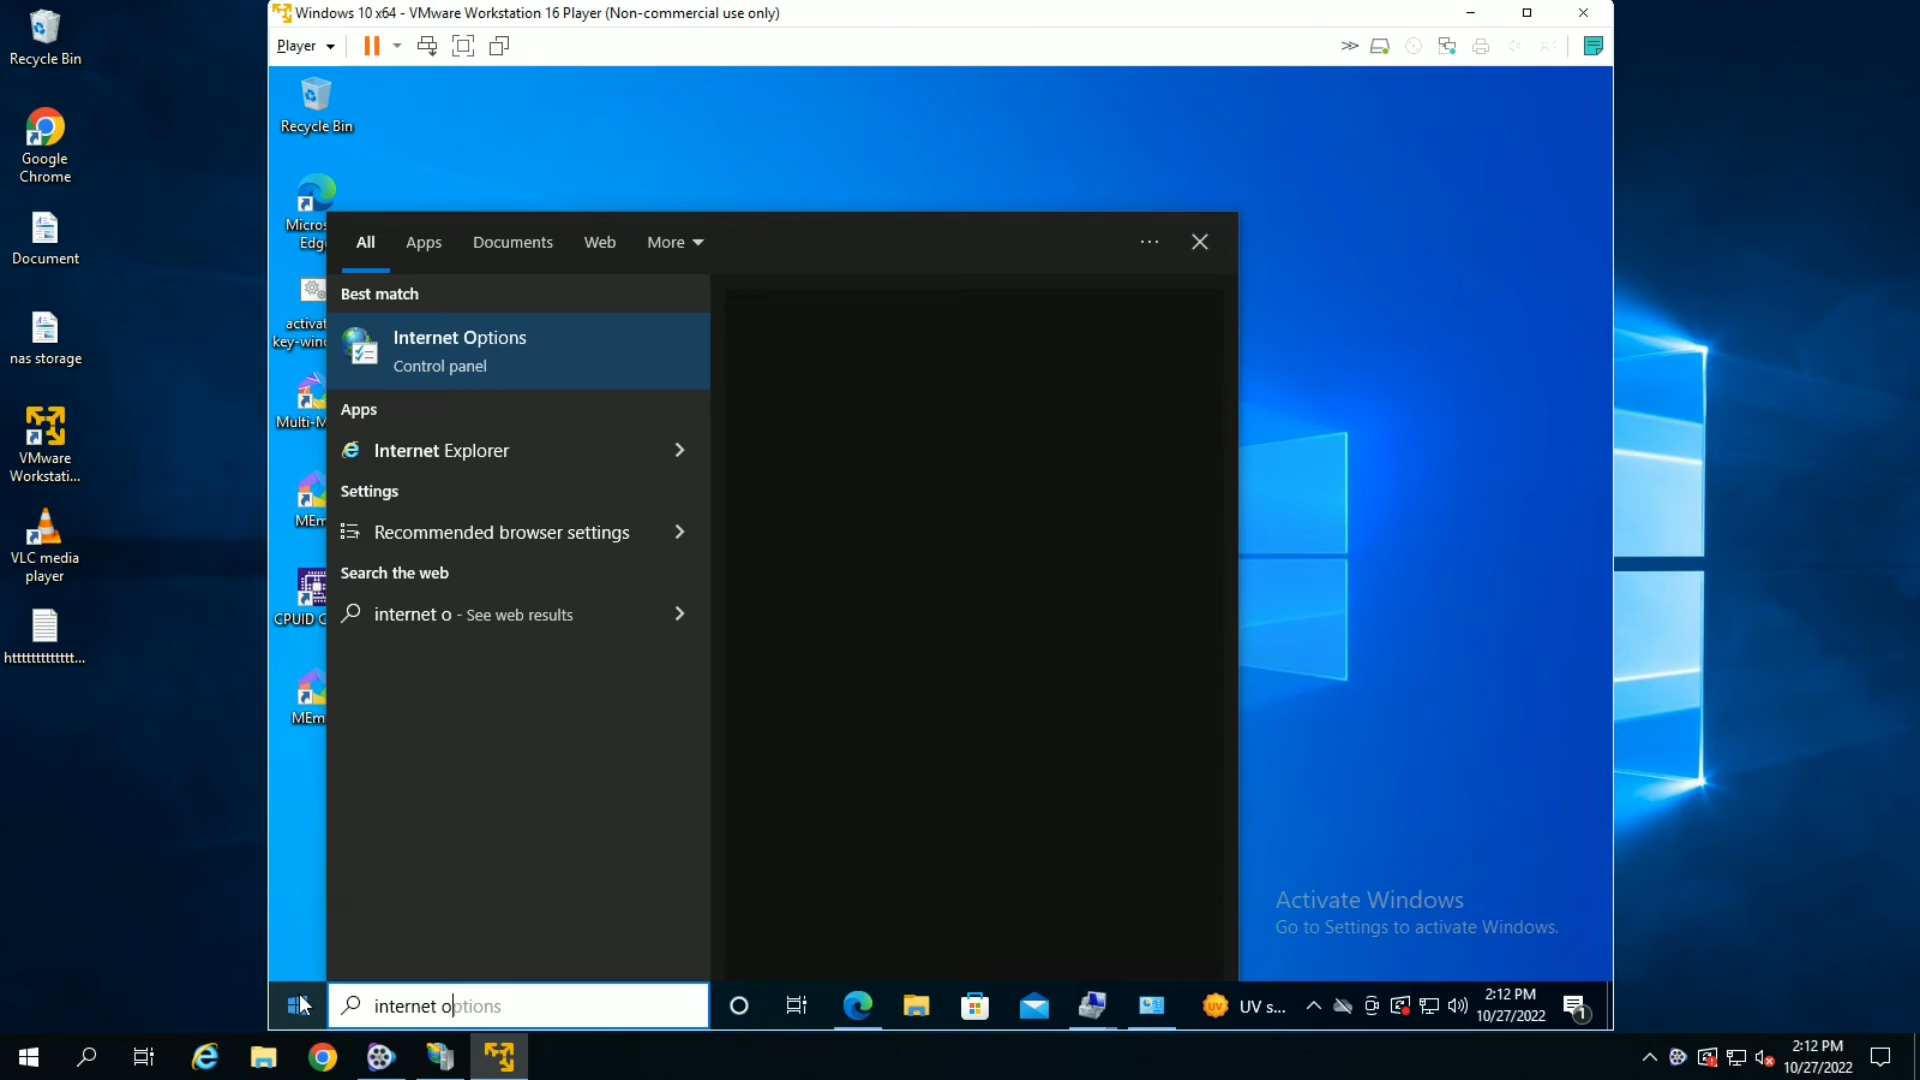 Windows 10 x64 - VMware Workstation 16 Player (Non-commercial use only)
Player
Recycle Bin
Google
Chrome
Document
nas storage
VMware
Workstati...
VLC media
player
htttttttttttttt...
Recycle Bin
Micros
Edg
activat
key-wind
Multi-M
MEm
CPUID C
MEm
All
Apps
Documents
Web
More
Best match
Internet Options
Control panel
Apps
Internet Explorer
Settings
Recommended browser settings
Search the web
internet o - See web results
Activate Windows
Go to Settings to activate Windows.
internet options
UV s...
2:12 PM
10/27/2022
1
2:12 PM
10/27/2022